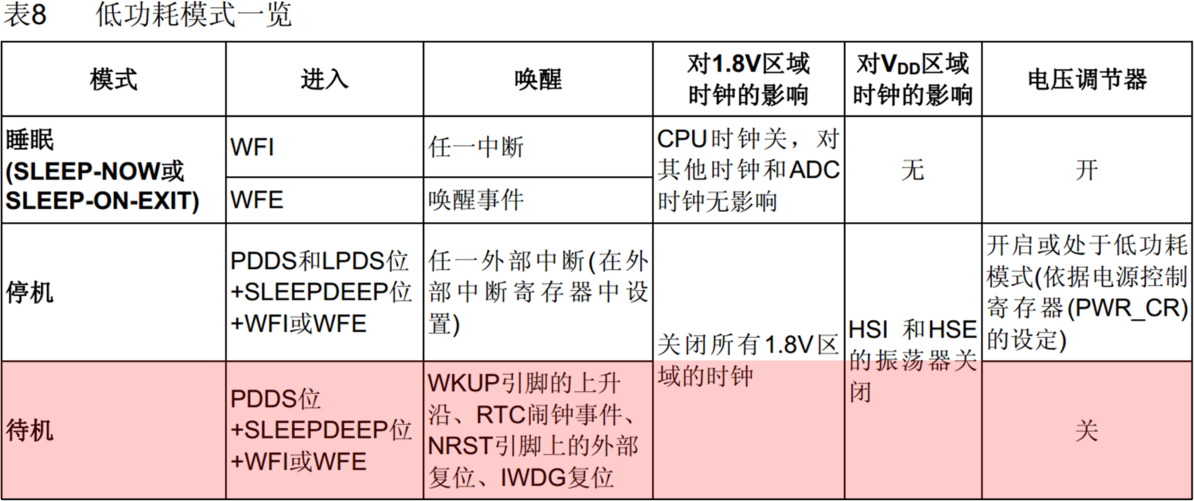 表8 低功耗模式一览
模式
进入
唤醒
对1.8V区域
时钟的影响
对VDD区域
时钟的影响
电压调节器
睡眠
(SLEEP-NOW或
SLEEP-ON-EXIT)
WFI
任一中断
WFE
唤醒事件
CPU时钟关，对
其他时钟和ADC
时钟无影响
无
开
停机
PDDS和LPDS位
+SLEEPDEEP位
+WFI或WFE
任一外部中断(在外
部中断寄存器中设
置)
关闭所有1.8V区
域的时钟
HSI 和HSE
的振荡器关
闭
开启或处于低功耗
模式(依据电源控制
寄存器(PWR_CR)
的设定)
待机
PDDS位
+SLEEPDEEP位
+WFI或WFE
WKUP引脚的上升
沿、RTC闹钟事件、
NRST引脚上的外部
复位、IWDG复位
关